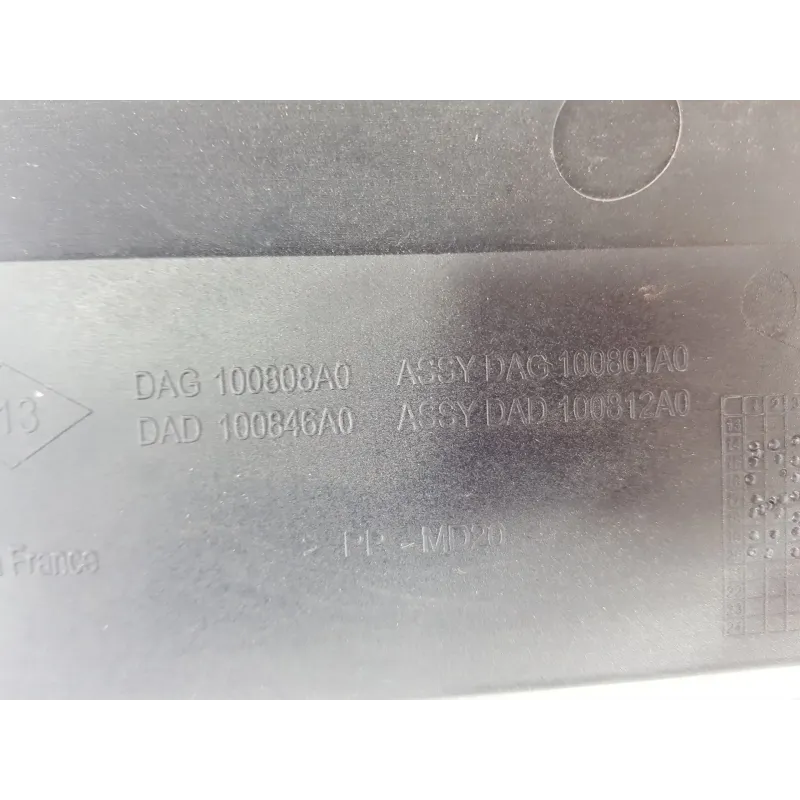 13
DAG 100808A0 ASSY DAG 100801A0
DAD 100846A0 ASSY DAD 100812A0
PP - MD20
France